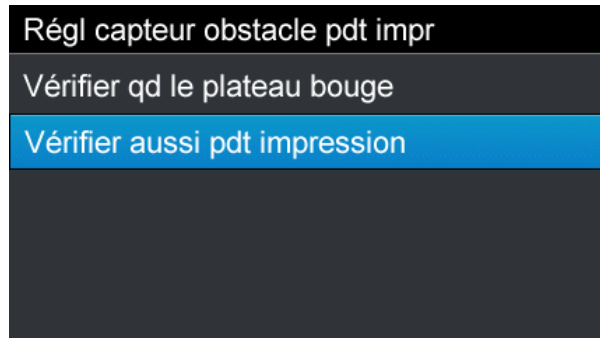 Régl capteur obstacle pdt impr
Vérifier qd le plateau bouge
Vérifier aussi pdt impression